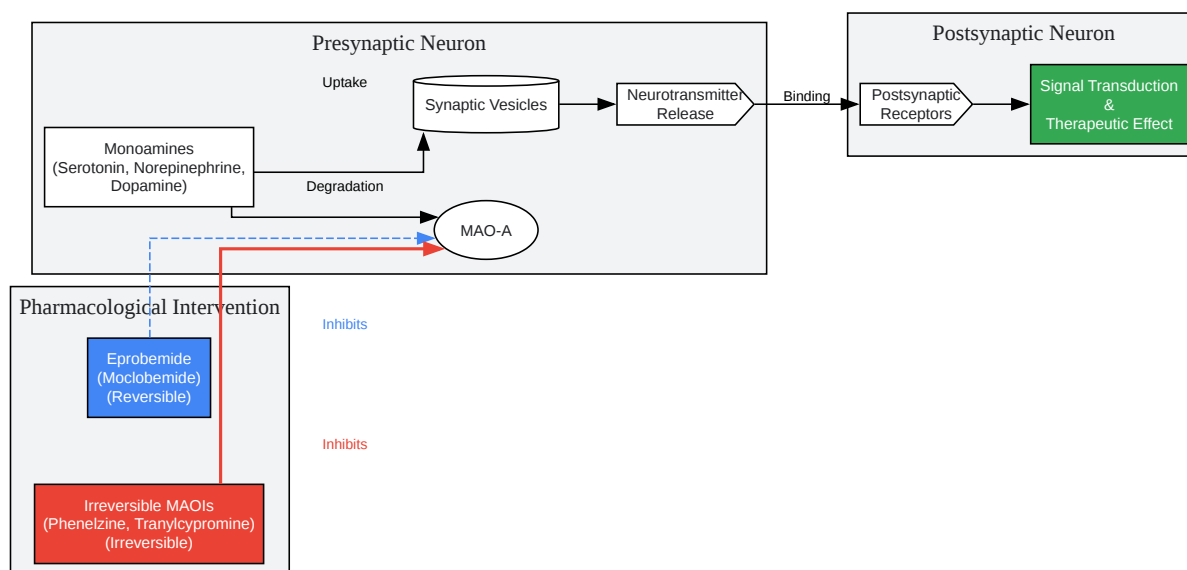 Presynaptic Neuron
Postsynaptic Neuron
Uptake
Synaptic Vesicles
Neurotransmitter
Release
Binding
Postsynaptic
Receptors
Signal Transduction
&
Therapeutic Effect
Monoamines
(Serotonin, Norepinephrine,
Dopamine)
Degradation
MAO-A
Pharmacological Intervention
Inhibits
Eprobemide
(Moclobemide)
(Reversible)
Inhibits
Irreversible MAOIs
(Phenelzine, Tranylcypromine)
(Irreversible)